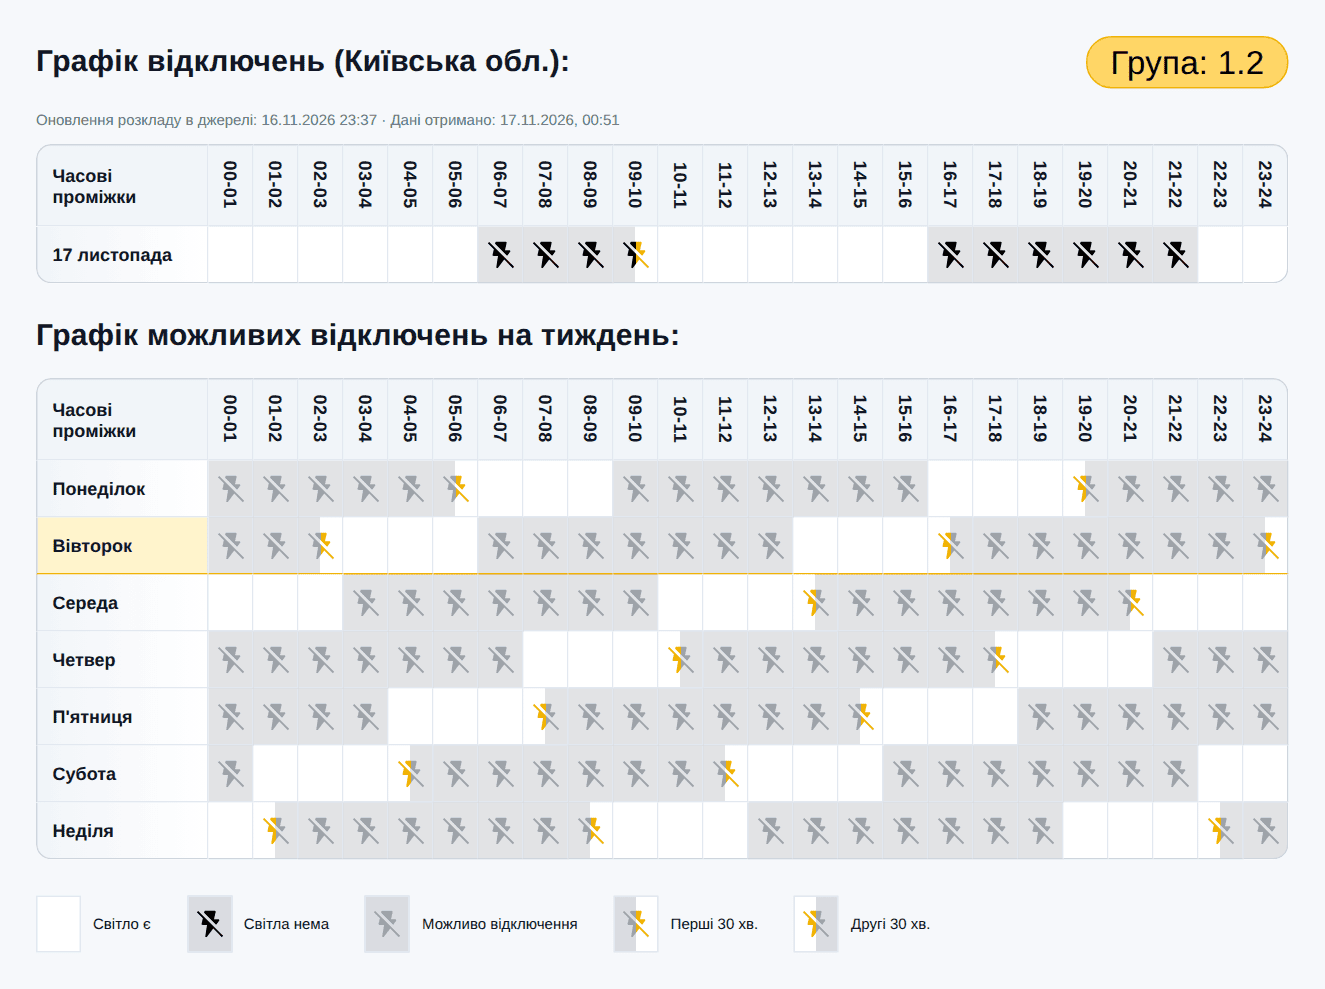 Графік відключень (Київська обл.):
Група: 1.2
Оновлення розкладу в джерелі: 16.11.2026 23:37 · Дані отримано: 17.11.2026, 00:51
Часові проміжки 00-01 01-02 02-03 03-04 04-05 05-06 06-07 07-08 08-09 09-10 10-11 11-12 12-13 13-14 14-15 15-16 16-17 17-18 18-19 19-20 20-21 21-22 22-23 23-24
17 листопада
Графік можливих відключень на тиждень:
Часові проміжки 00-01 01-02 02-03 03-04 04-05 05-06 06-07 07-08 08-09 09-10 10-11 11-12 12-13 13-14 14-15 15-16 16-17 17-18 18-19 19-20 20-21 21-22 22-23 23-24
Понеділок
Вівторок
Середа
Четвер
П'ятниця
Субота
Неділя
Світло є Світла нема Можливо відключення Перші 30 хв. Другі 30 хв.